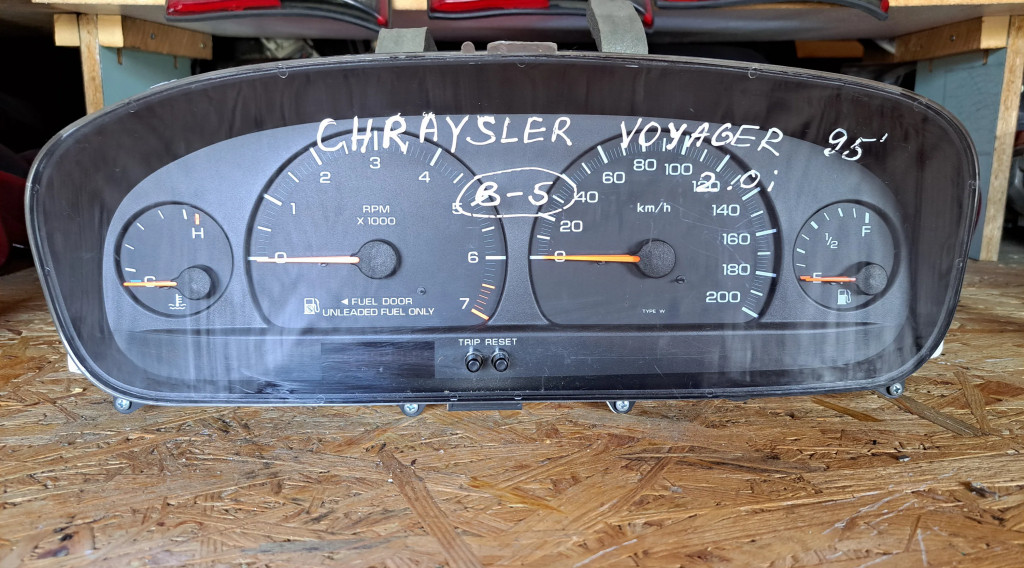 CHRAYSLER VOYAGER 95'
B-5 2.0i
H
C
RPM
X 1000
0 1 2 3 4 5 6 7
◄ FUEL DOOR
UNLEADED FUEL ONLY
km/h
0 20 40 60 80 100 120 140 160 180 200
TYPE W
1/2 F
E
TRIP RESET